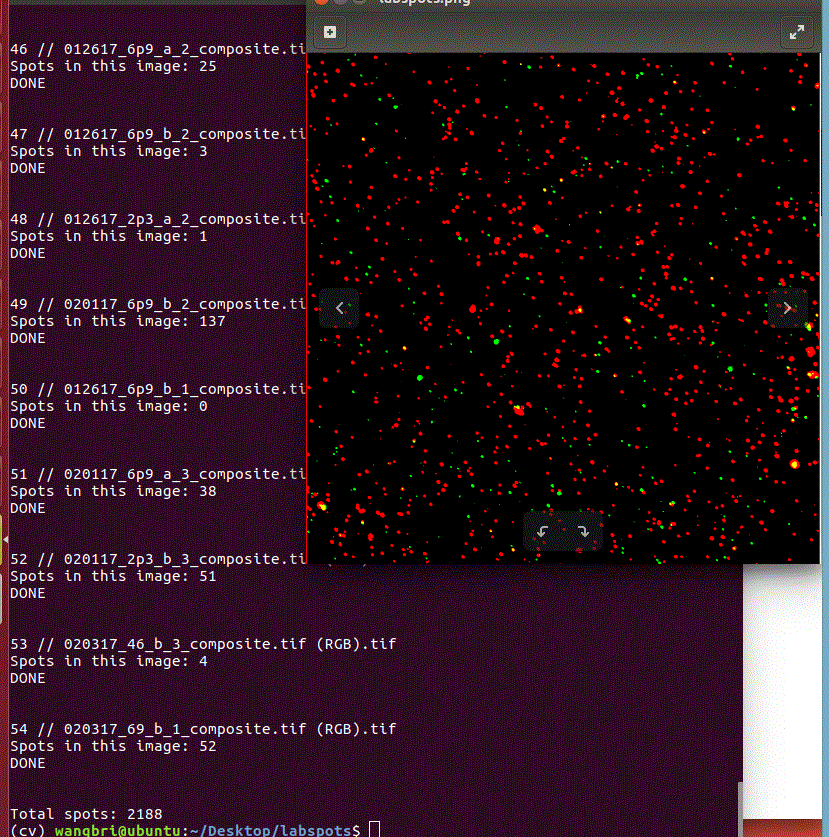 labspots.png
46 // 012617_6p9_a_2_composite.ti
Spots in this image: 25
DONE
47 // 012617_6p9_b_2_composite.ti
Spots in this image: 3
DONE
48 // 012617_2p3_a_2_composite.ti
Spots in this image: 1
DONE
49 // 020117_6p9_b_2_composite.ti
Spots in this image: 137
DONE
50 // 012617_6p9_b_1_composite.ti
Spots in this image: 0
DONE
51 // 020117_6p9_a_3_composite.ti
Spots in this image: 38
DONE
52 // 020117_2p3_b_3_composite.ti
Spots in this image: 51
DONE
53 // 020317_46_b_3_composite.tif (RGB).tif
Spots in this image: 4
DONE
54 // 020317_69_b_1_composite.tif (RGB).tif
Spots in this image: 52
DONE
Total spots: 2188
(cv) wangbri@ubuntu:~/Desktop/labspots$